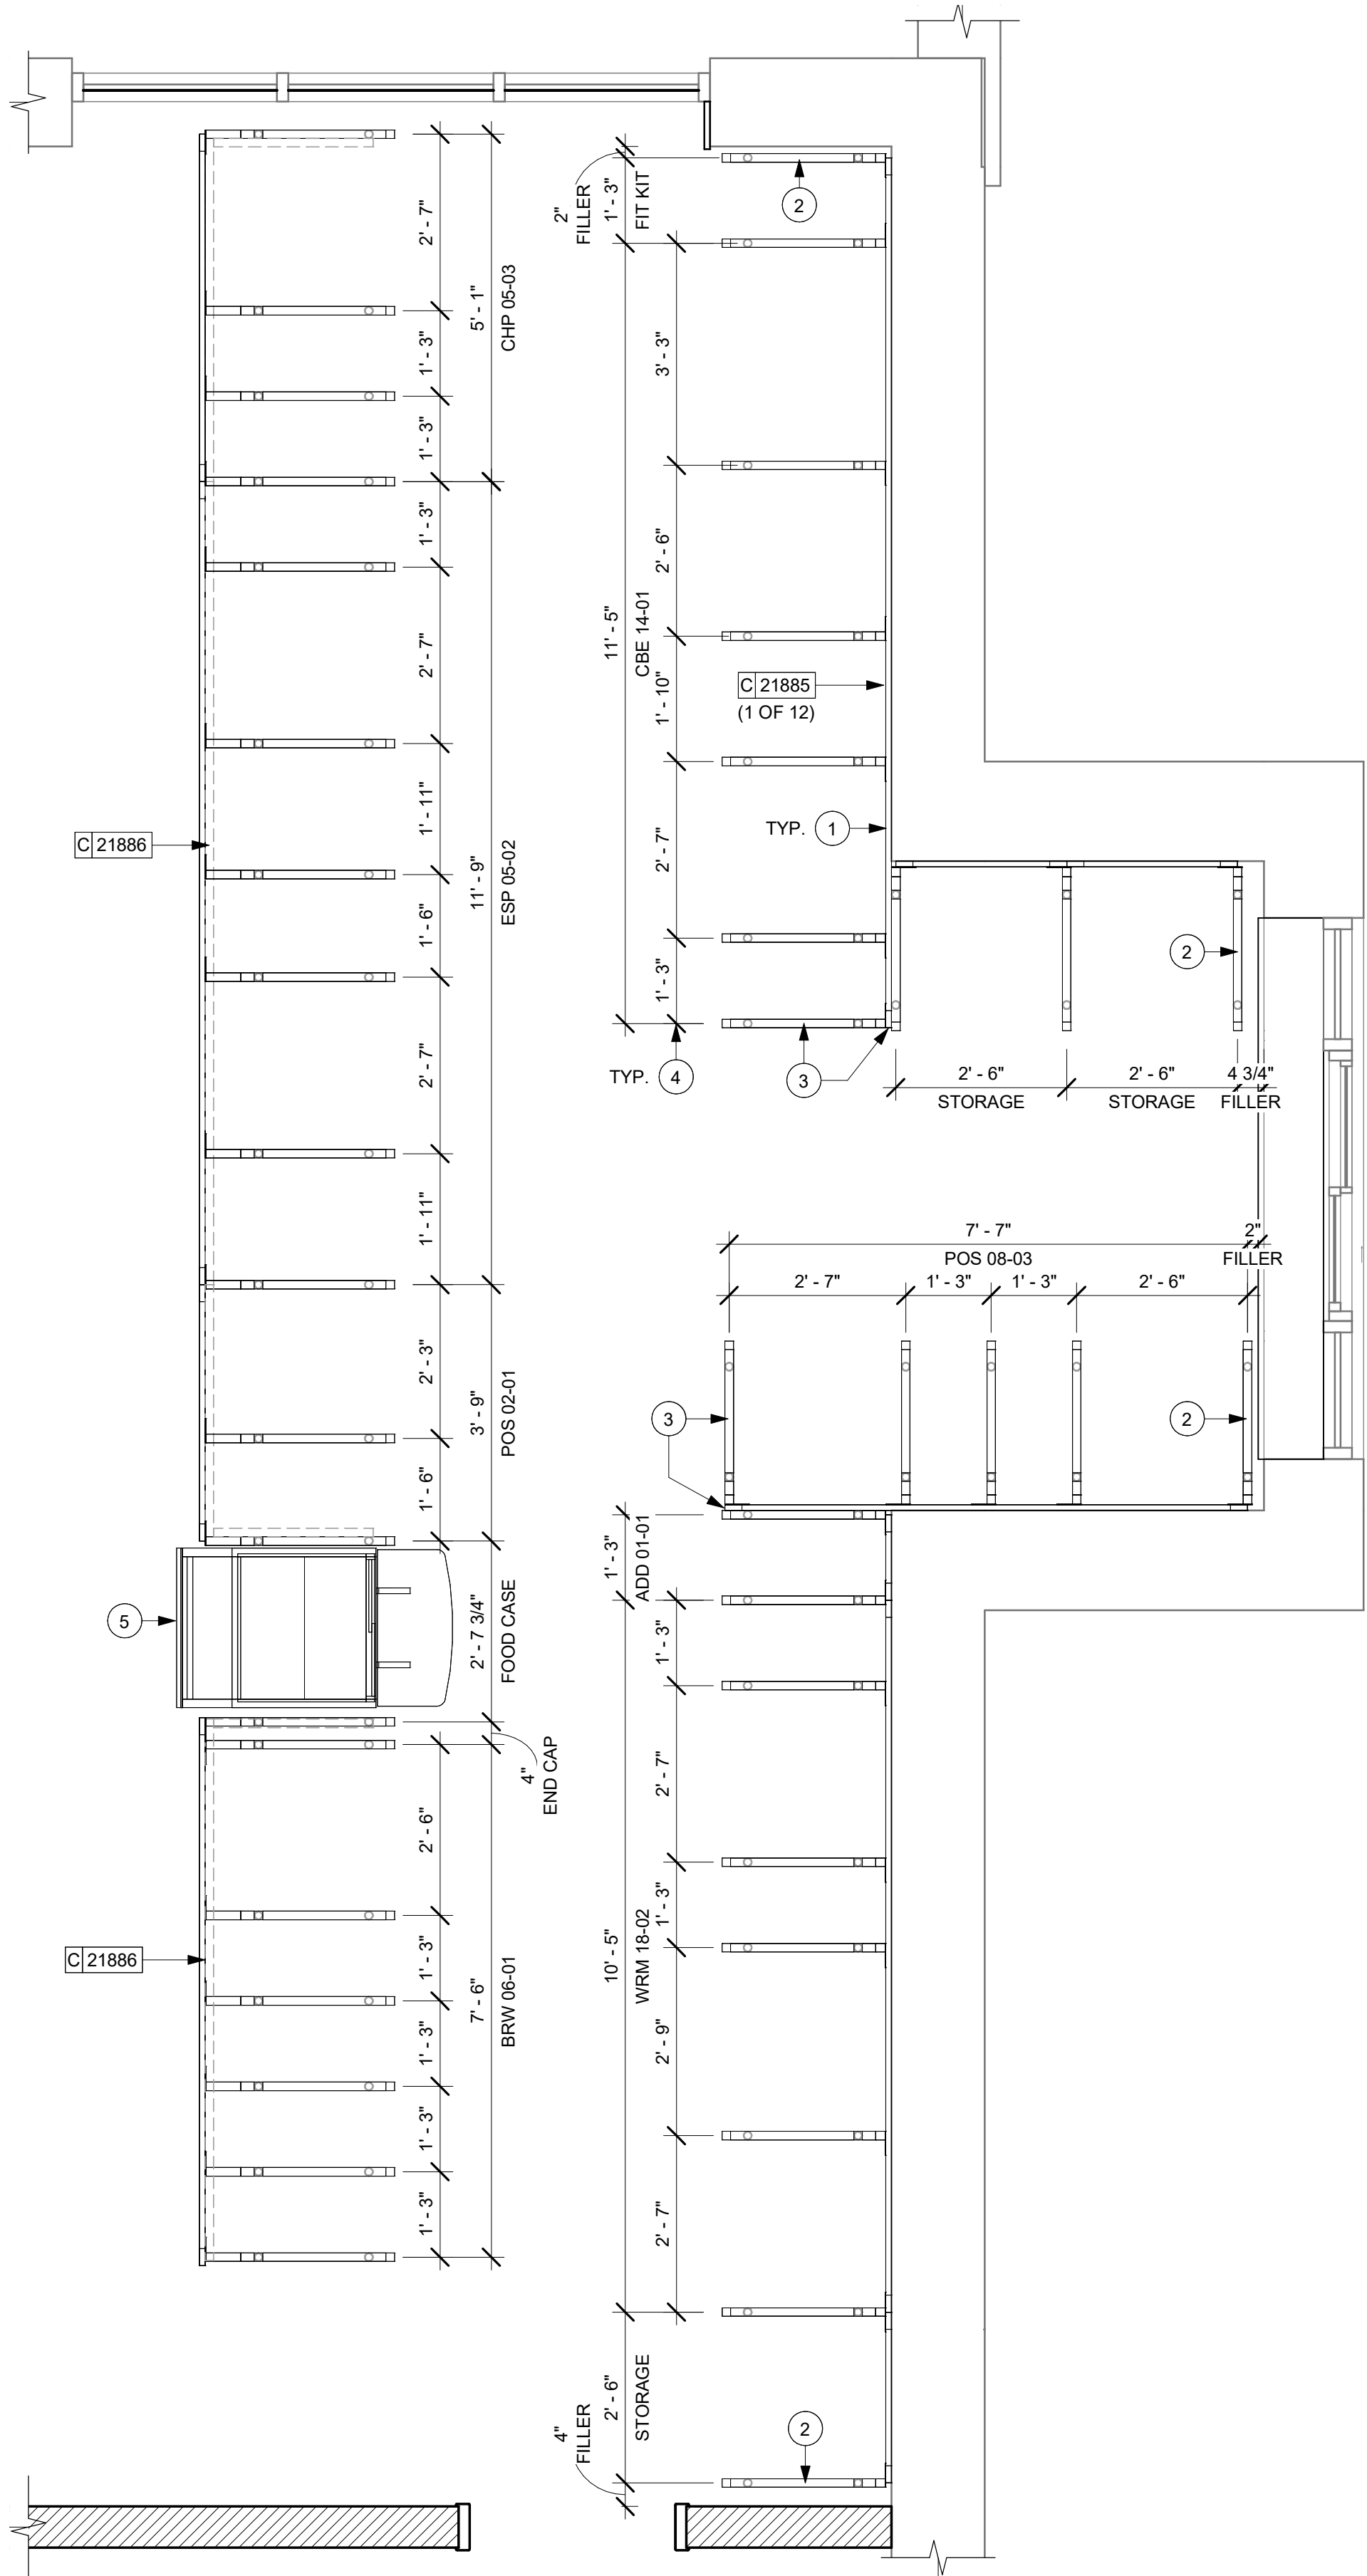 2' - 7"
1' - 3"
1' - 3"
5' - 1"
CHP 05-03
1' - 3"
2' - 7"
1' - 11"
1' - 6"
2' - 7"
1' - 11"
11' - 9"
ESP 05-02
C 21886
2' - 3"
1' - 6"
3' - 9"
POS 02-01
5
2' - 7 3/4"
FOOD CASE
4"
END CAP
2' - 6"
1' - 3"
1' - 3"
1' - 3"
1' - 3"
7' - 6"
BRW 06-01
C 21886
2"
FILLER
1' - 3"
FIT KIT
2
3' - 3"
2' - 6"
1' - 10"
2' - 7"
1' - 3"
11' - 5"
CBE 14-01
C 21885
(1 OF 12)
TYP. 1
TYP. 4
3
2
2' - 6"
STORAGE
2' - 6"
STORAGE
4 3/4"
FILLER
7' - 7"
POS 08-03
2"
FILLER
2' - 7"
1' - 3"
1' - 3"
2' - 6"
3
2
1' - 3"
ADD 01-01
1' - 3"
2' - 7"
1' - 3"
2' - 9"
2' - 7"
10' - 5"
WRM 18-02
2' - 6"
STORAGE
4"
FILLER
2